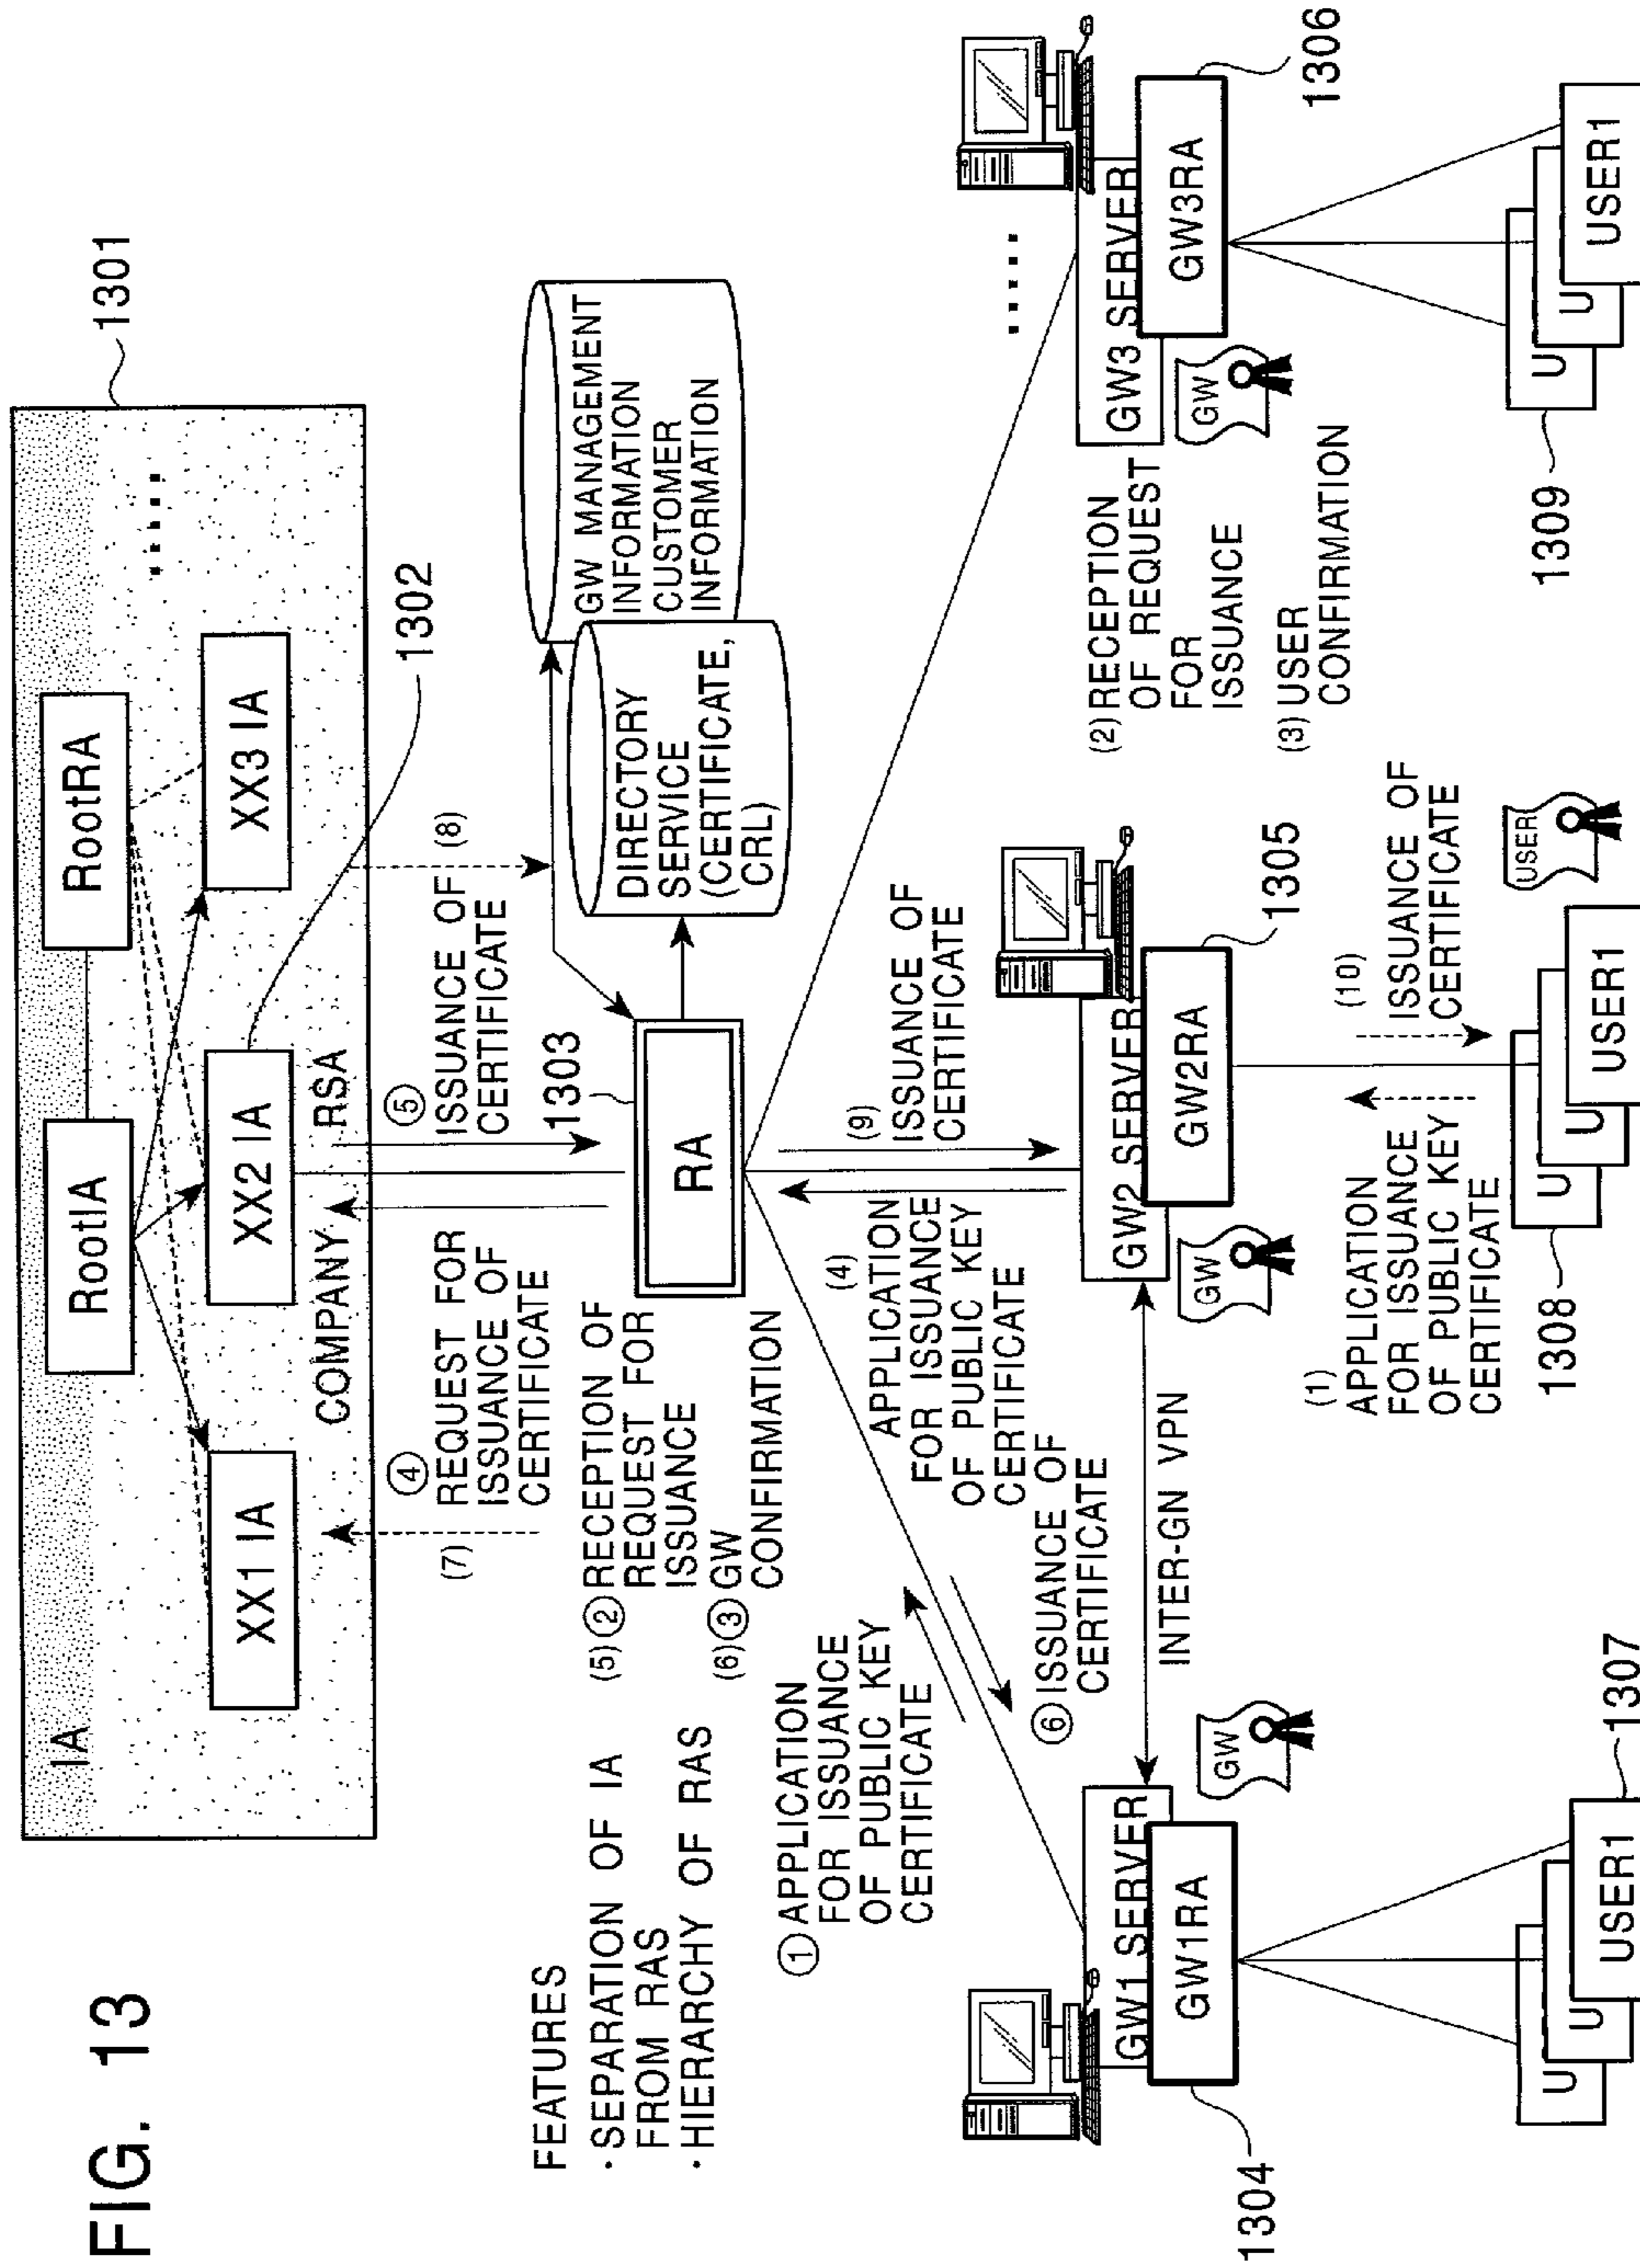 FIG. 13
1301
IA
RootIA
RootRA
XX1 IA
XX2 IA
XX3 IA
.....
COMPANY
RSA
1302
FEATURES
· SEPARATION OF IA
FROM RAS
· HIERARCHY OF RAS
(7)
④
REQUEST FOR
ISSUANCE OF
CERTIFICATE
⑤
ISSUANCE OF
CERTIFICATE
(8)
(5) ② RECEPTION OF
REQUEST FOR
ISSUANCE
(6) ③ GW
CONFIRMATION
1303
RA
DIRECTORY
SERVICE
(CERTIFICATE,
CRL)
GW MANAGEMENT
INFORMATION
CUSTOMER
INFORMATION
① APPLICATION
FOR ISSUANCE
OF PUBLIC KEY
CERTIFICATE
⑥ ISSUANCE OF
CERTIFICATE
(4)
APPLICATION
FOR ISSUANCE
OF PUBLIC KEY
CERTIFICATE
(9)
ISSUANCE OF
CERTIFICATE
INTER-GN VPN
GW1 SERVER
GW1RA
1304
GW
GW2 SERVER
GW2RA
1305
GW
.....
GW3 SERVER
GW3RA
1306
GW
(2) RECEPTION
OF REQUEST
FOR
ISSUANCE
(3) USER
CONFIRMATION
(1)
APPLICATION
FOR ISSUANCE
OF PUBLIC KEY
CERTIFICATE
(10)
ISSUANCE OF
CERTIFICATE
USER
U
U
USER1
1307
U
U
USER1
1308
U
U
USER1
1309